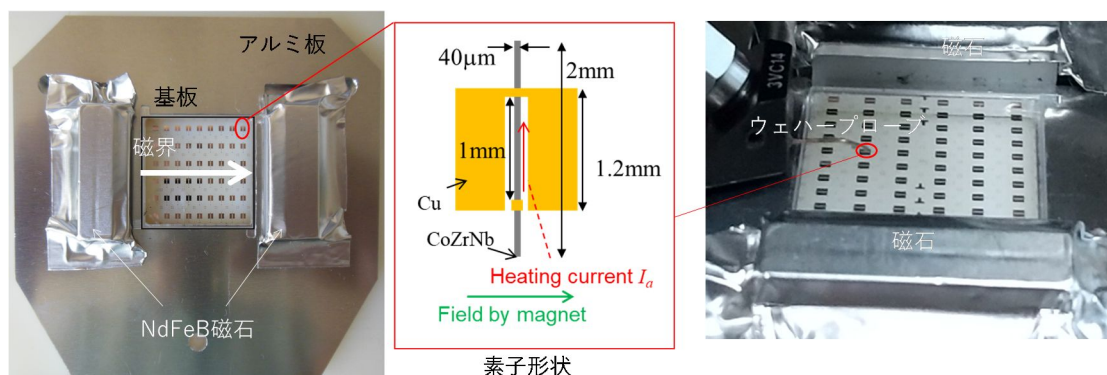 アルミ板
基板
磁界
NdFeB磁石
40μm
2mm
1mm
1.2mm
Cu
CoZrNb
Heating current Ia
Field by magnet
素子形状
磁石
3VC14
ウェハープローブ
磁石